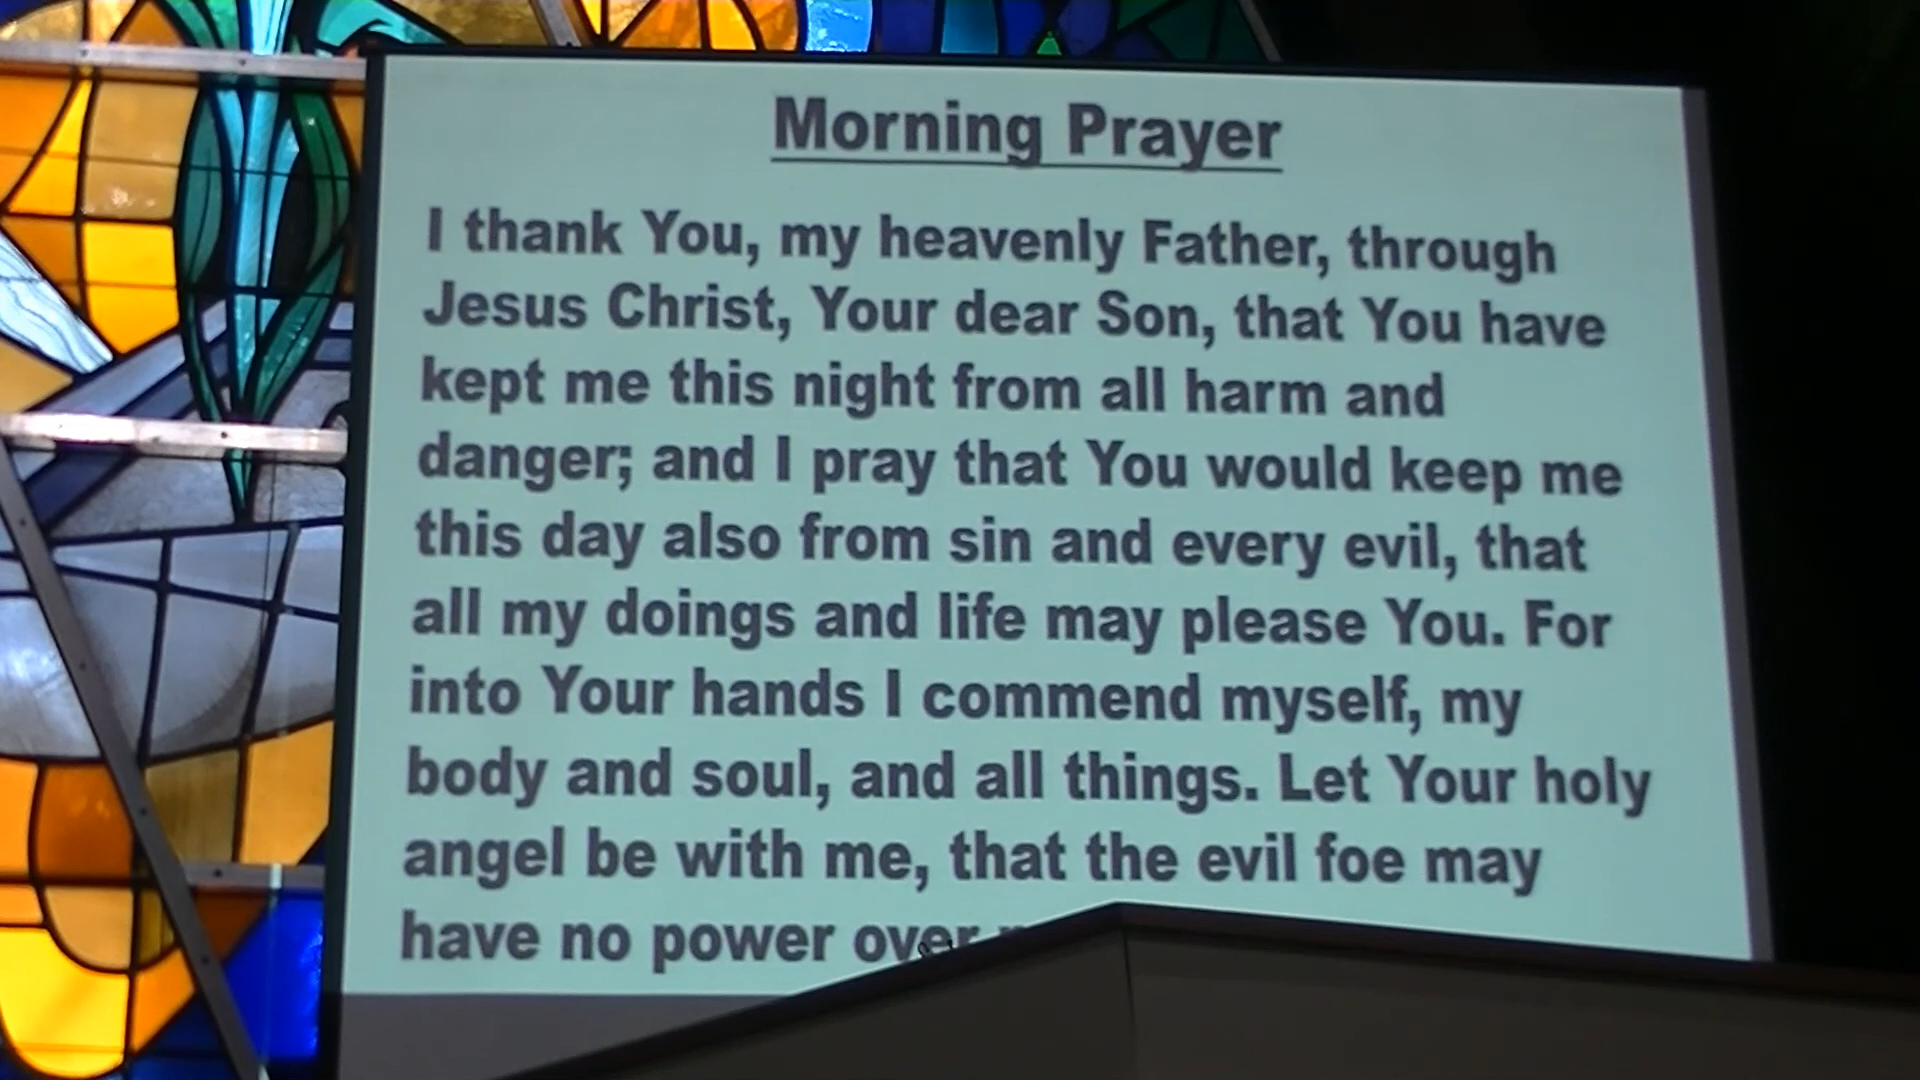 Morning Prayer
I thank You, my heavenly Father, through
Jesus Christ, Your dear Son, that You have
kept me this night from all harm and
danger; and I pray that You would keep me
this day also from sin and every evil, that
all my doings and life may please You. For
into Your hands I commend myself, my
body and soul, and all things. Let Your holy
angel be with me, that the evil foe may
have no power over